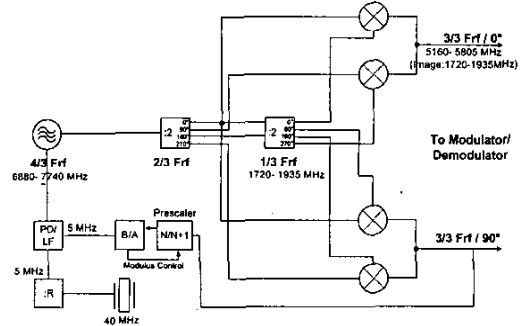 3/3 Frf / 0°
5160- 5805 MHz
(Image:1720-1935MHz)
:2
0°
90°
180°
270°
:2
0°
90°
180°
270°
4/3 Frf
6880- 7740 MHz
2/3 Frf
1/3 Frf
1720- 1935 MHz
To Modulator/
Demodulator
PD/
LF
5 MHz
B/A
Prescaler
N/N+1
Modulus Control
3/3 Frf / 90°
5 MHz
:R
40 MHz